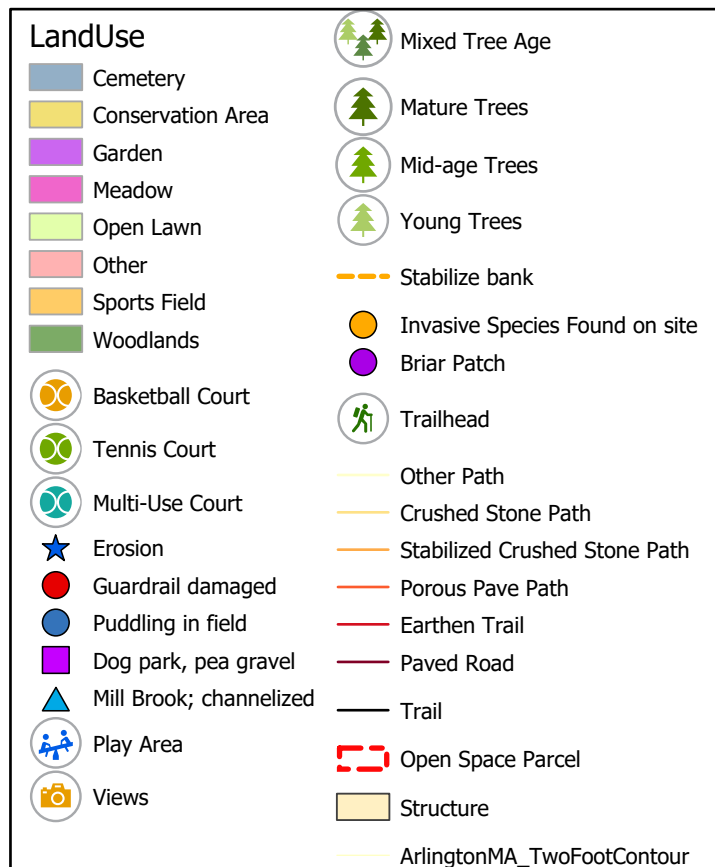 LandUse
Cemetery
Conservation Area
Garden
Meadow
Open Lawn
Other
Sports Field
Woodlands
Basketball Court
Tennis Court
Multi-Use Court
Erosion
Guardrail damaged
Puddling in field
Dog park, pea gravel
Mill Brook; channelized
Play Area
Views
Mixed Tree Age
Mature Trees
Mid-age Trees
Young Trees
Stabilize bank
Invasive Species Found on site
Briar Patch
Trailhead
Other Path
Crushed Stone Path
Stabilized Crushed Stone Path
Porous Pave Path
Earthen Trail
Paved Road
Trail
Open Space Parcel
Structure
ArlingtonMA_TwoFootContour